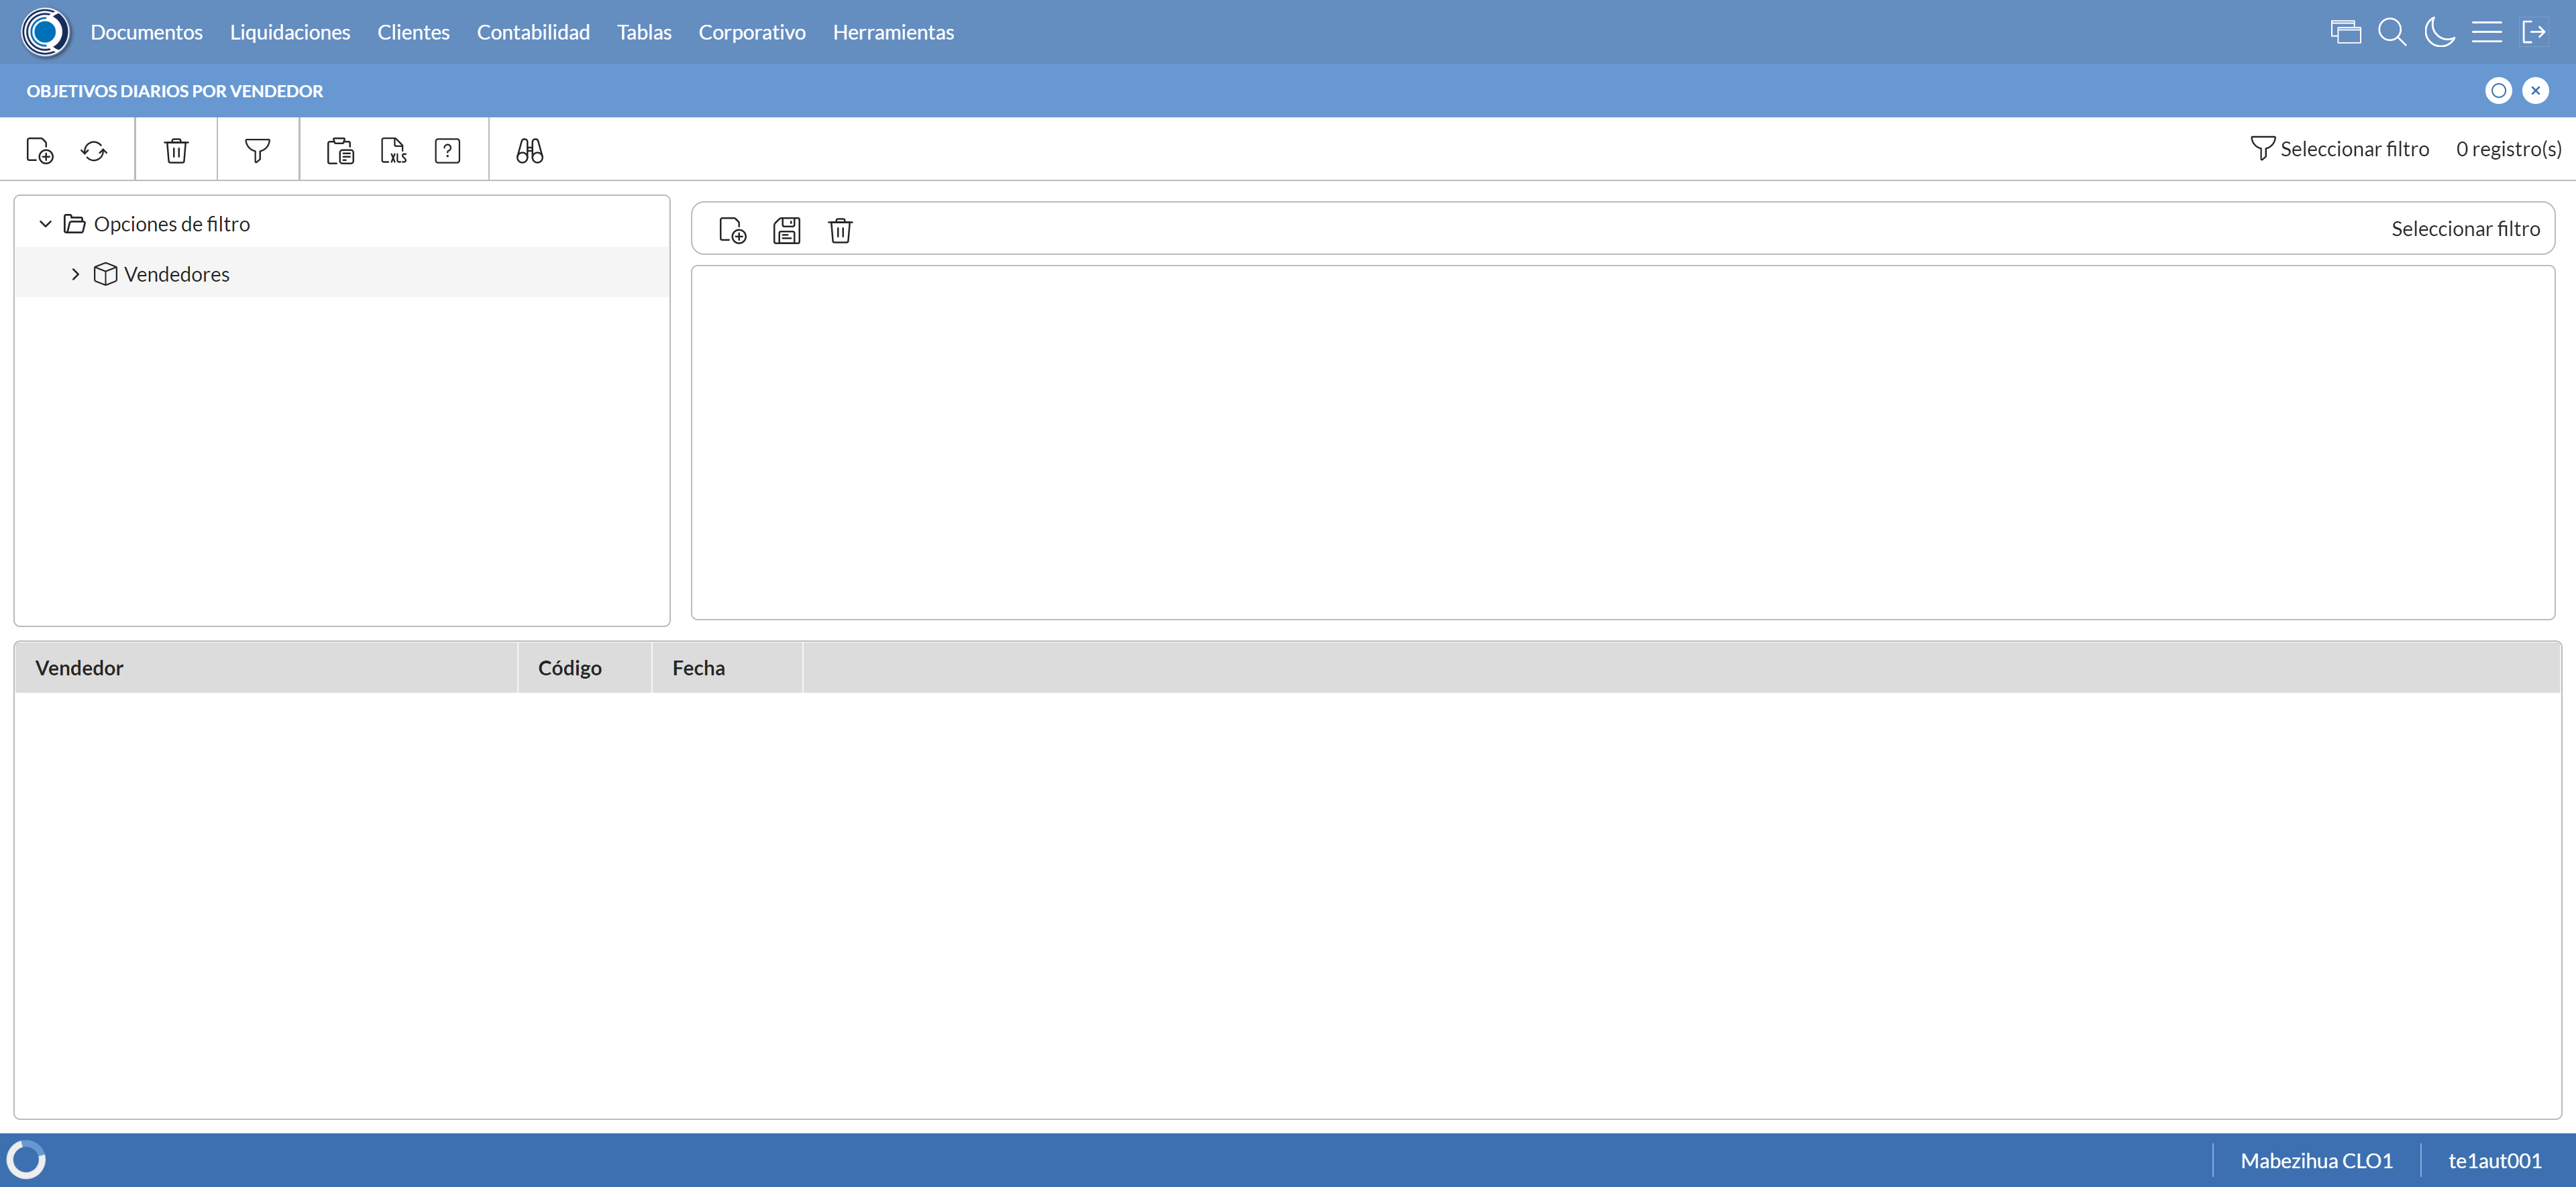 Documentos Liquidaciones Clientes Contabilidad Tablas Corporativo Herramientas
OBJETIVOS DIARIOS POR VENDEDOR
XLS ? Seleccionar filtro 0 registro(s)
Opciones de filtro
Seleccionar filtro
Vendedores
Vendedor Código Fecha
Mabezihua CLO1 te1aut001